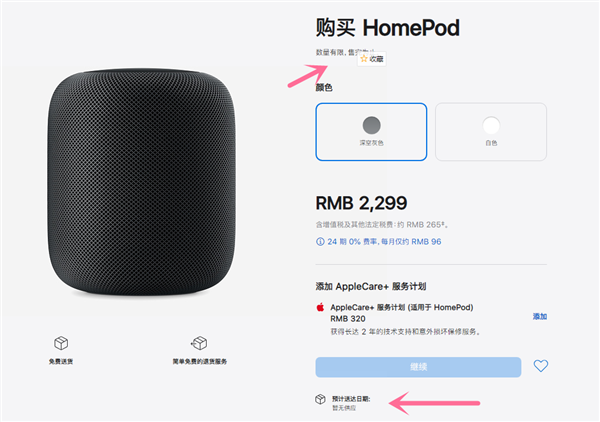 购买 HomePod
数量有限，售完
☆ 收藏
颜色
深空灰色
白色
RMB 2,299
含增值税及其他法定税费：约 RMB 265‡。
24 期 0% 费率，每月仅约 RMB 96
添加 AppleCare+ 服务计划
AppleCare+ 服务计划 (适用于 HomePod)
RMB 320
添加
获得长达 2 年的技术支持和意外损坏保修服务。
继续
免费送货
简单免费的退货服务
预计送达日期:
暂无供应